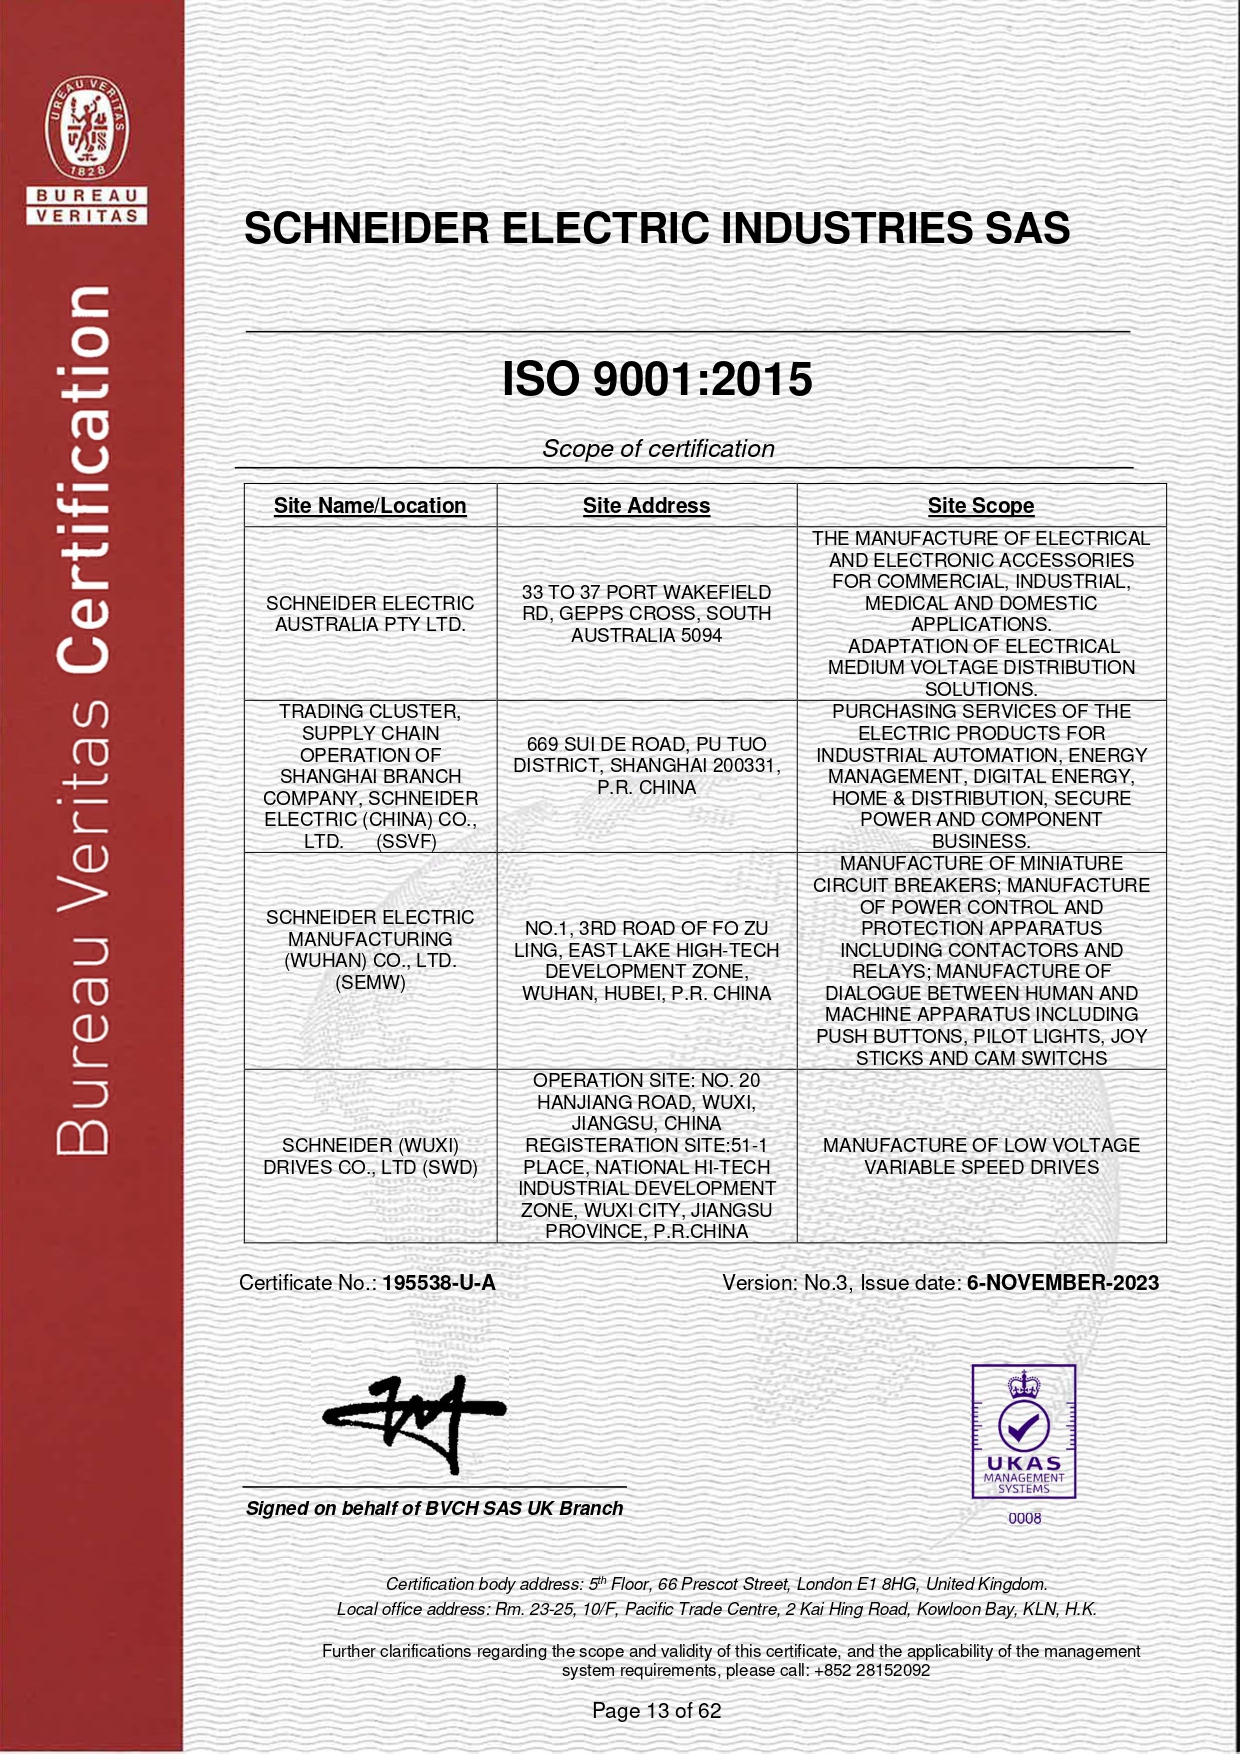 BUREAU VERITAS
1828
BUREAU
VERITAS
Bureau Veritas Certification
SCHNEIDER ELECTRIC INDUSTRIES SAS
ISO 9001:2015
Scope of certification
Site Name/Location
Site Address
Site Scope
SCHNEIDER ELECTRIC
AUSTRALIA PTY LTD.
33 TO 37 PORT WAKEFIELD
RD, GEPPS CROSS, SOUTH
AUSTRALIA 5094
THE MANUFACTURE OF ELECTRICAL
AND ELECTRONIC ACCESSORIES
FOR COMMERCIAL, INDUSTRIAL,
MEDICAL AND DOMESTIC
APPLICATIONS.
ADAPTATION OF ELECTRICAL
MEDIUM VOLTAGE DISTRIBUTION
SOLUTIONS.
TRADING CLUSTER,
SUPPLY CHAIN
OPERATION OF
SHANGHAI BRANCH
COMPANY, SCHNEIDER
ELECTRIC (CHINA) CO.,
LTD. (SSVF)
669 SUI DE ROAD, PU TUO
DISTRICT, SHANGHAI 200331,
P.R. CHINA
PURCHASING SERVICES OF THE
ELECTRIC PRODUCTS FOR
INDUSTRIAL AUTOMATION, ENERGY
MANAGEMENT, DIGITAL ENERGY,
HOME & DISTRIBUTION, SECURE
POWER AND COMPONENT
BUSINESS.
SCHNEIDER ELECTRIC
MANUFACTURING
(WUHAN) CO., LTD.
(SEMW)
NO.1, 3RD ROAD OF FO ZU
LING, EAST LAKE HIGH-TECH
DEVELOPMENT ZONE,
WUHAN, HUBEI, P.R. CHINA
MANUFACTURE OF MINIATURE
CIRCUIT BREAKERS; MANUFACTURE
OF POWER CONTROL AND
PROTECTION APPARATUS
INCLUDING CONTACTORS AND
RELAYS; MANUFACTURE OF
DIALOGUE BETWEEN HUMAN AND
MACHINE APPARATUS INCLUDING
PUSH BUTTONS, PILOT LIGHTS, JOY
STICKS AND CAM SWITCHS
SCHNEIDER (WUXI)
DRIVES CO., LTD (SWD)
OPERATION SITE: NO. 20
HANJIANG ROAD, WUXI,
JIANGSU, CHINA
REGISTERATION SITE:51-1
PLACE, NATIONAL HI-TECH
INDUSTRIAL DEVELOPMENT
ZONE, WUXI CITY, JIANGSU
PROVINCE, P.R.CHINA
MANUFACTURE OF LOW VOLTAGE
VARIABLE SPEED DRIVES
Certificate No.: 195538-U-A
Version: No.3, Issue date: 6-NOVEMBER-2023
Signed on behalf of BVCH SAS UK Branch
UKAS
MANAGEMENT
SYSTEMS
0008
Certification body address: 5th Floor, 66 Prescot Street, London E1 8HG, United Kingdom.
Local office address: Rm. 23-25, 10/F, Pacific Trade Centre, 2 Kai Hing Road, Kowloon Bay, KLN, H.K.
Further clarifications regarding the scope and validity of this certificate, and the applicability of the management
system requirements, please call: +852 28152092
Page 13 of 62